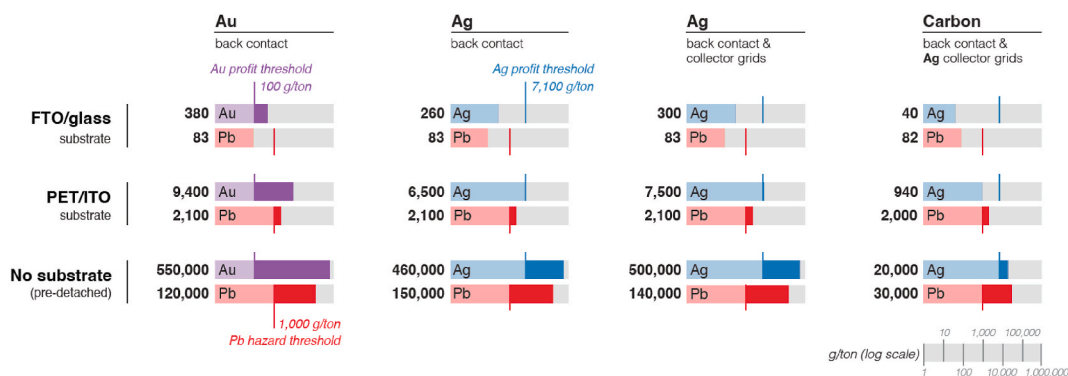 Au Ag Ag Carbon
back contact back contact back contact & back contact &
collector grids Ag collector grids
Au profit threshold Ag profit threshold
100 g/ton 7,100 g/ton
FTO/glass 380 Au 260 Ag 300 Ag 40 Ag
substrate 83 Pb 83 Pb 83 Pb 82 Pb
PET/ITO 9,400 Au 6,500 Ag 7,500 Ag 940 Ag
substrate 2,100 Pb 2,100 Pb 2,100 Pb 2,000 Pb
No substrate 550,000 Au 460,000 Ag 500,000 Ag 20,000 Ag
(pre-detached) 120,000 Pb 150,000 Pb 140,000 Pb 30,000 Pb
1,000 g/ton
Pb hazard threshold
10 1,000 100,000
g/ton (log scale)
1 100 10,000 1,000,000